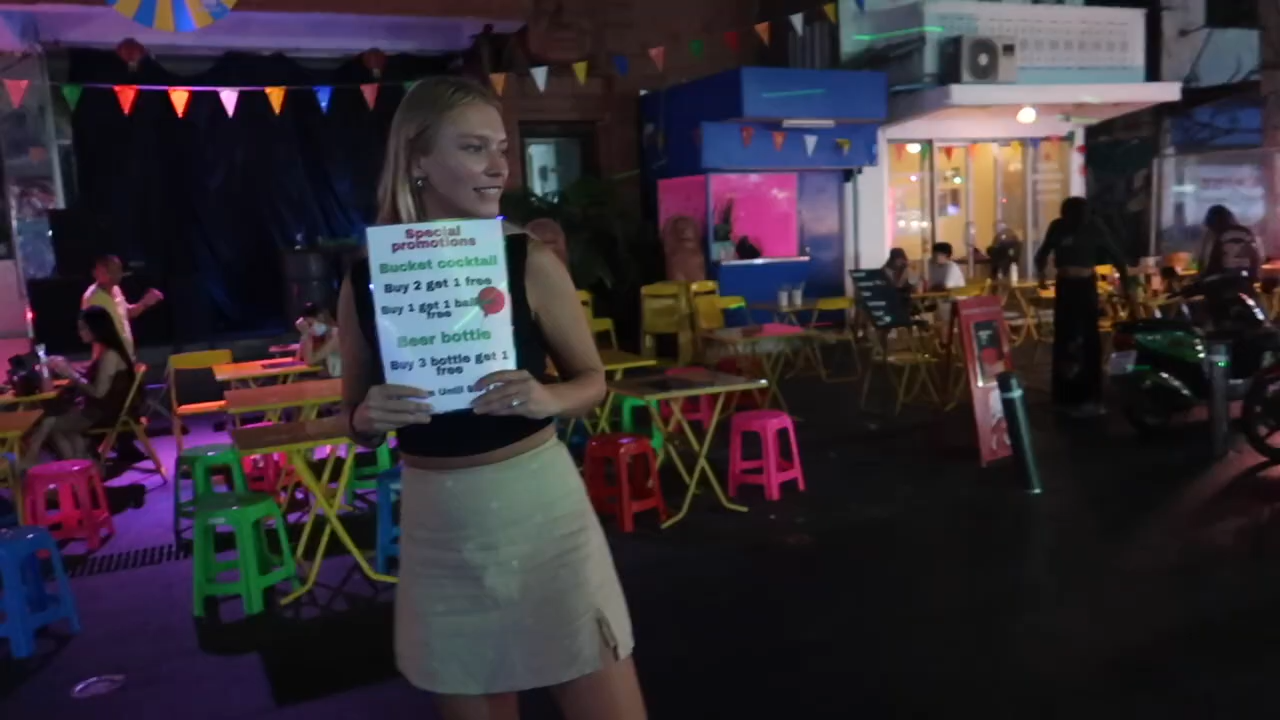 Special
promotions
Bucket cocktail
Buy 2 get 1 free
Buy 1 get 1
free
Beer bottle
Buy 3 bottle get 1
free
Until